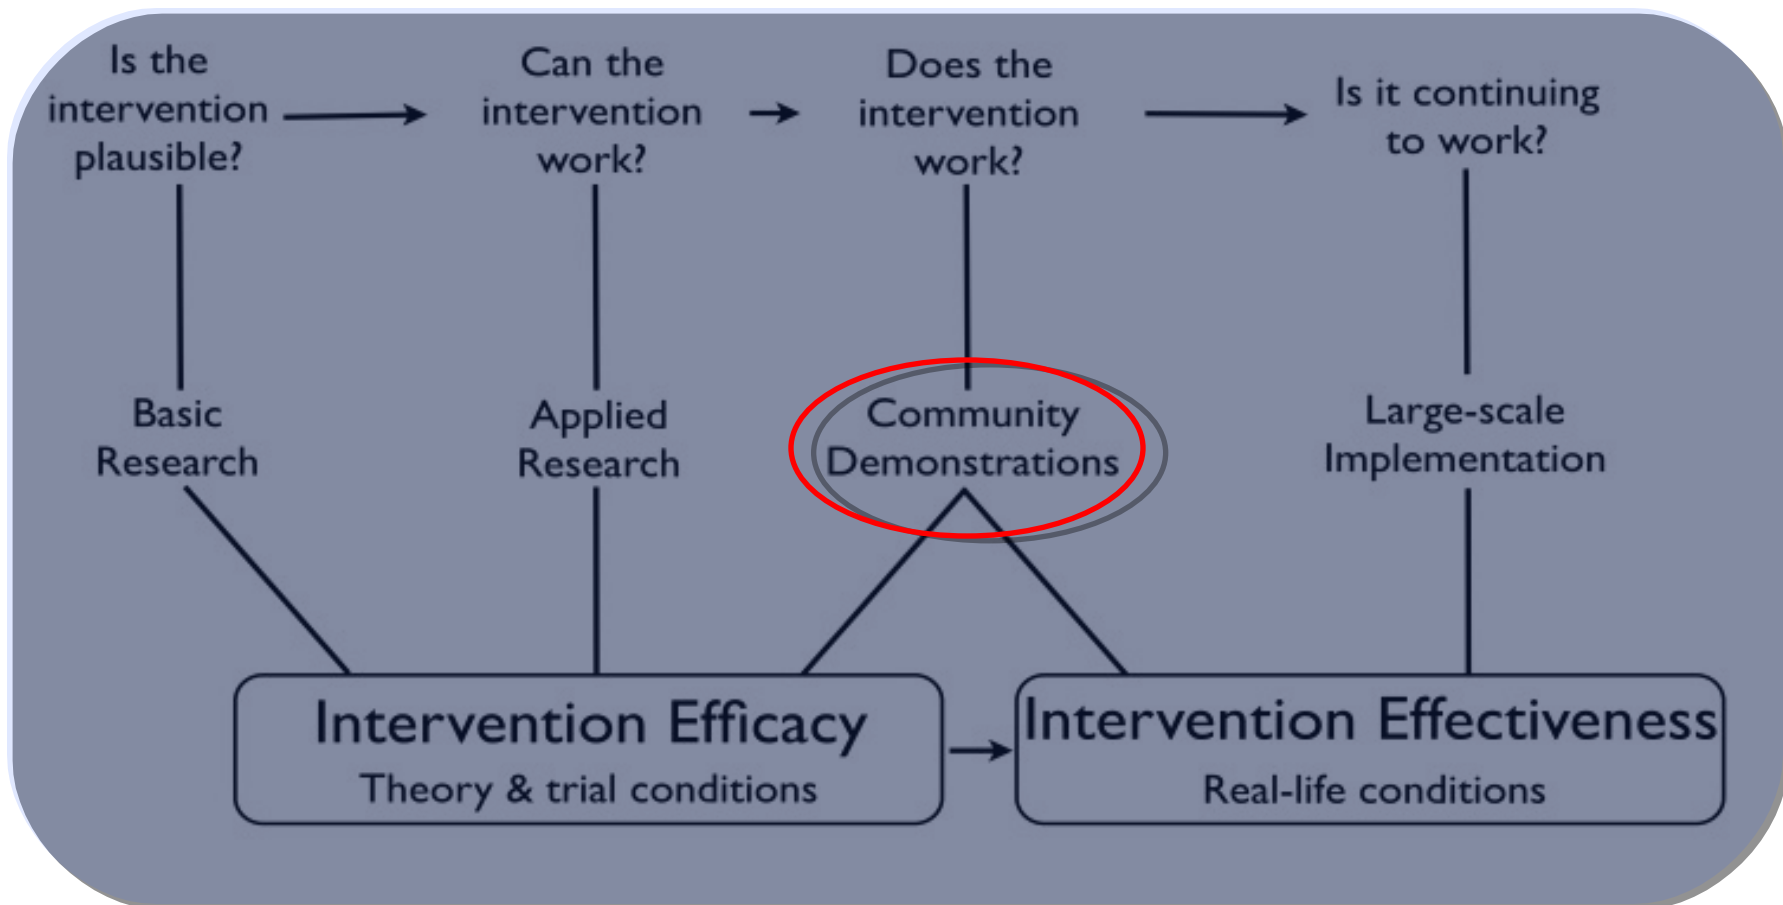 Is the
intervention
plausible?
Can the
intervention
work?
Does the
intervention
work?
Is it continuing
to work?
Basic
Research
Applied
Research
Community
Demonstrations
Large-scale
Implementation
Intervention Efficacy
Theory & trial conditions
Intervention Effectiveness
Real-life conditions